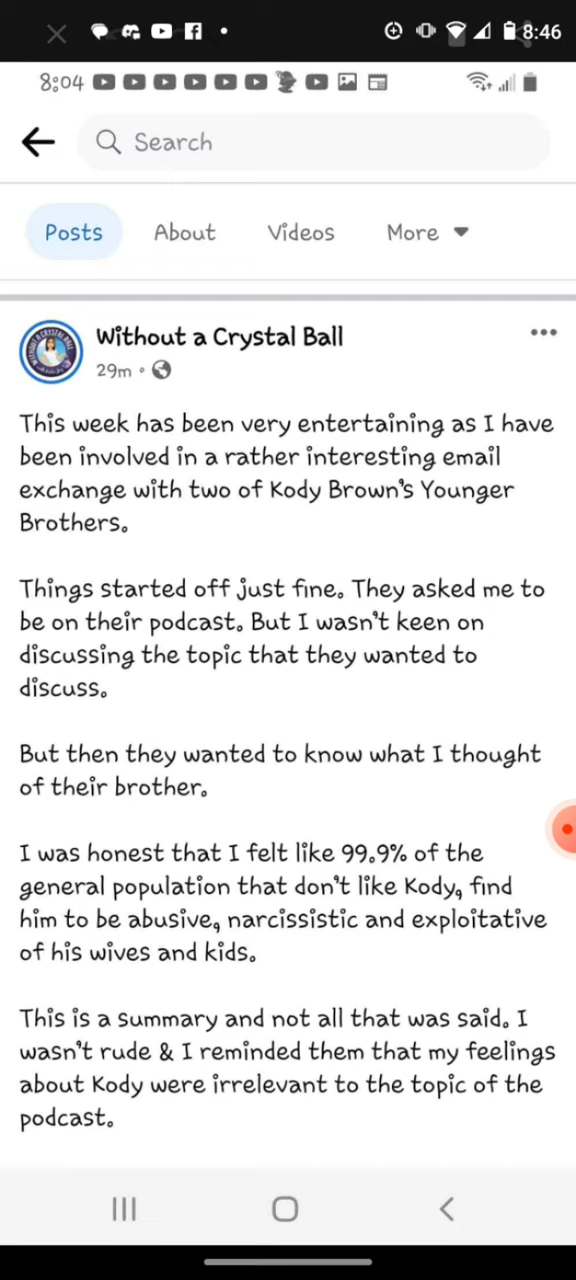 8:46
8:04
Search
Posts About Videos More
Without a Crystal Ball
29m
This week has been very entertaining as I have
been involved in a rather interesting email
exchange with two of Kody Brown's Younger
Brothers.
Things started off just fine. They asked me to
be on their podcast. But I wasn't keen on
discussing the topic that they wanted to
discuss.
But then they wanted to know what I thought
of their brother.
I was honest that I felt like 99.9% of the
general population that don't like Kody, find
him to be abusive, narcissistic and exploitative
of his wives and kids.
This is a summary and not all that was said. I
wasn't rude & I reminded them that my feelings
about Kody were irrelevant to the topic of the
podcast.